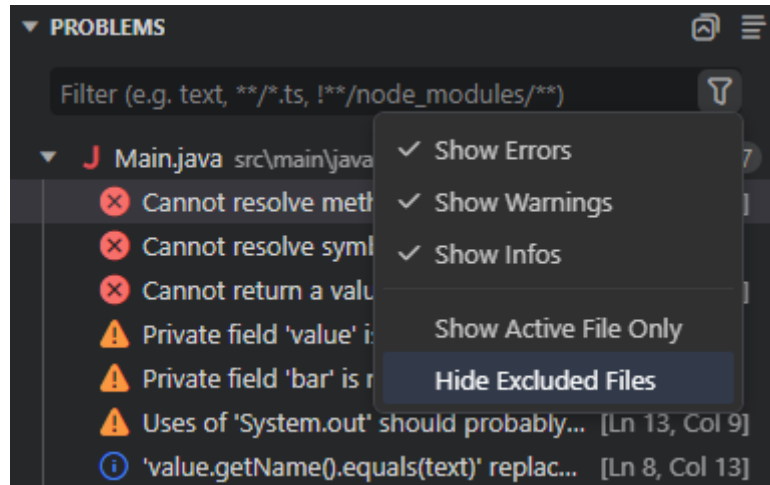 PROBLEMS
Filter (e.g. text, **/*.ts, !**/node_modules/**)
J Main.java src\main\java 7
Show Errors
Cannot resolve meth ]
Show Warnings
Cannot resolve symb
Show Infos
Cannot return a valu ]
Private field 'value' is
Show Active File Only
Private field 'bar' is
Hide Excluded Files
Uses of 'System.out' should probably... [Ln 13, Col 9]
'value.getName().equals(text)' replac... [Ln 8, Col 13]